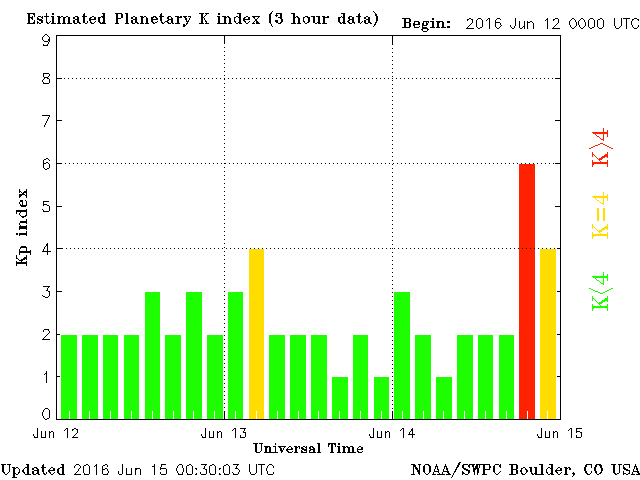 Estimated Planetary K index (3 hour data) Begin: 2016 Jun 12 0000 UTC
9
8
7
6
5
4
3
2
1
0
Kp index
K>4
K=4
K<4
Jun 12 Jun 13 Jun 14 Jun 15
Universal Time
Updated 2016 Jun 15 00:30:03 UTC NOAA/SWPC Boulder, CO USA